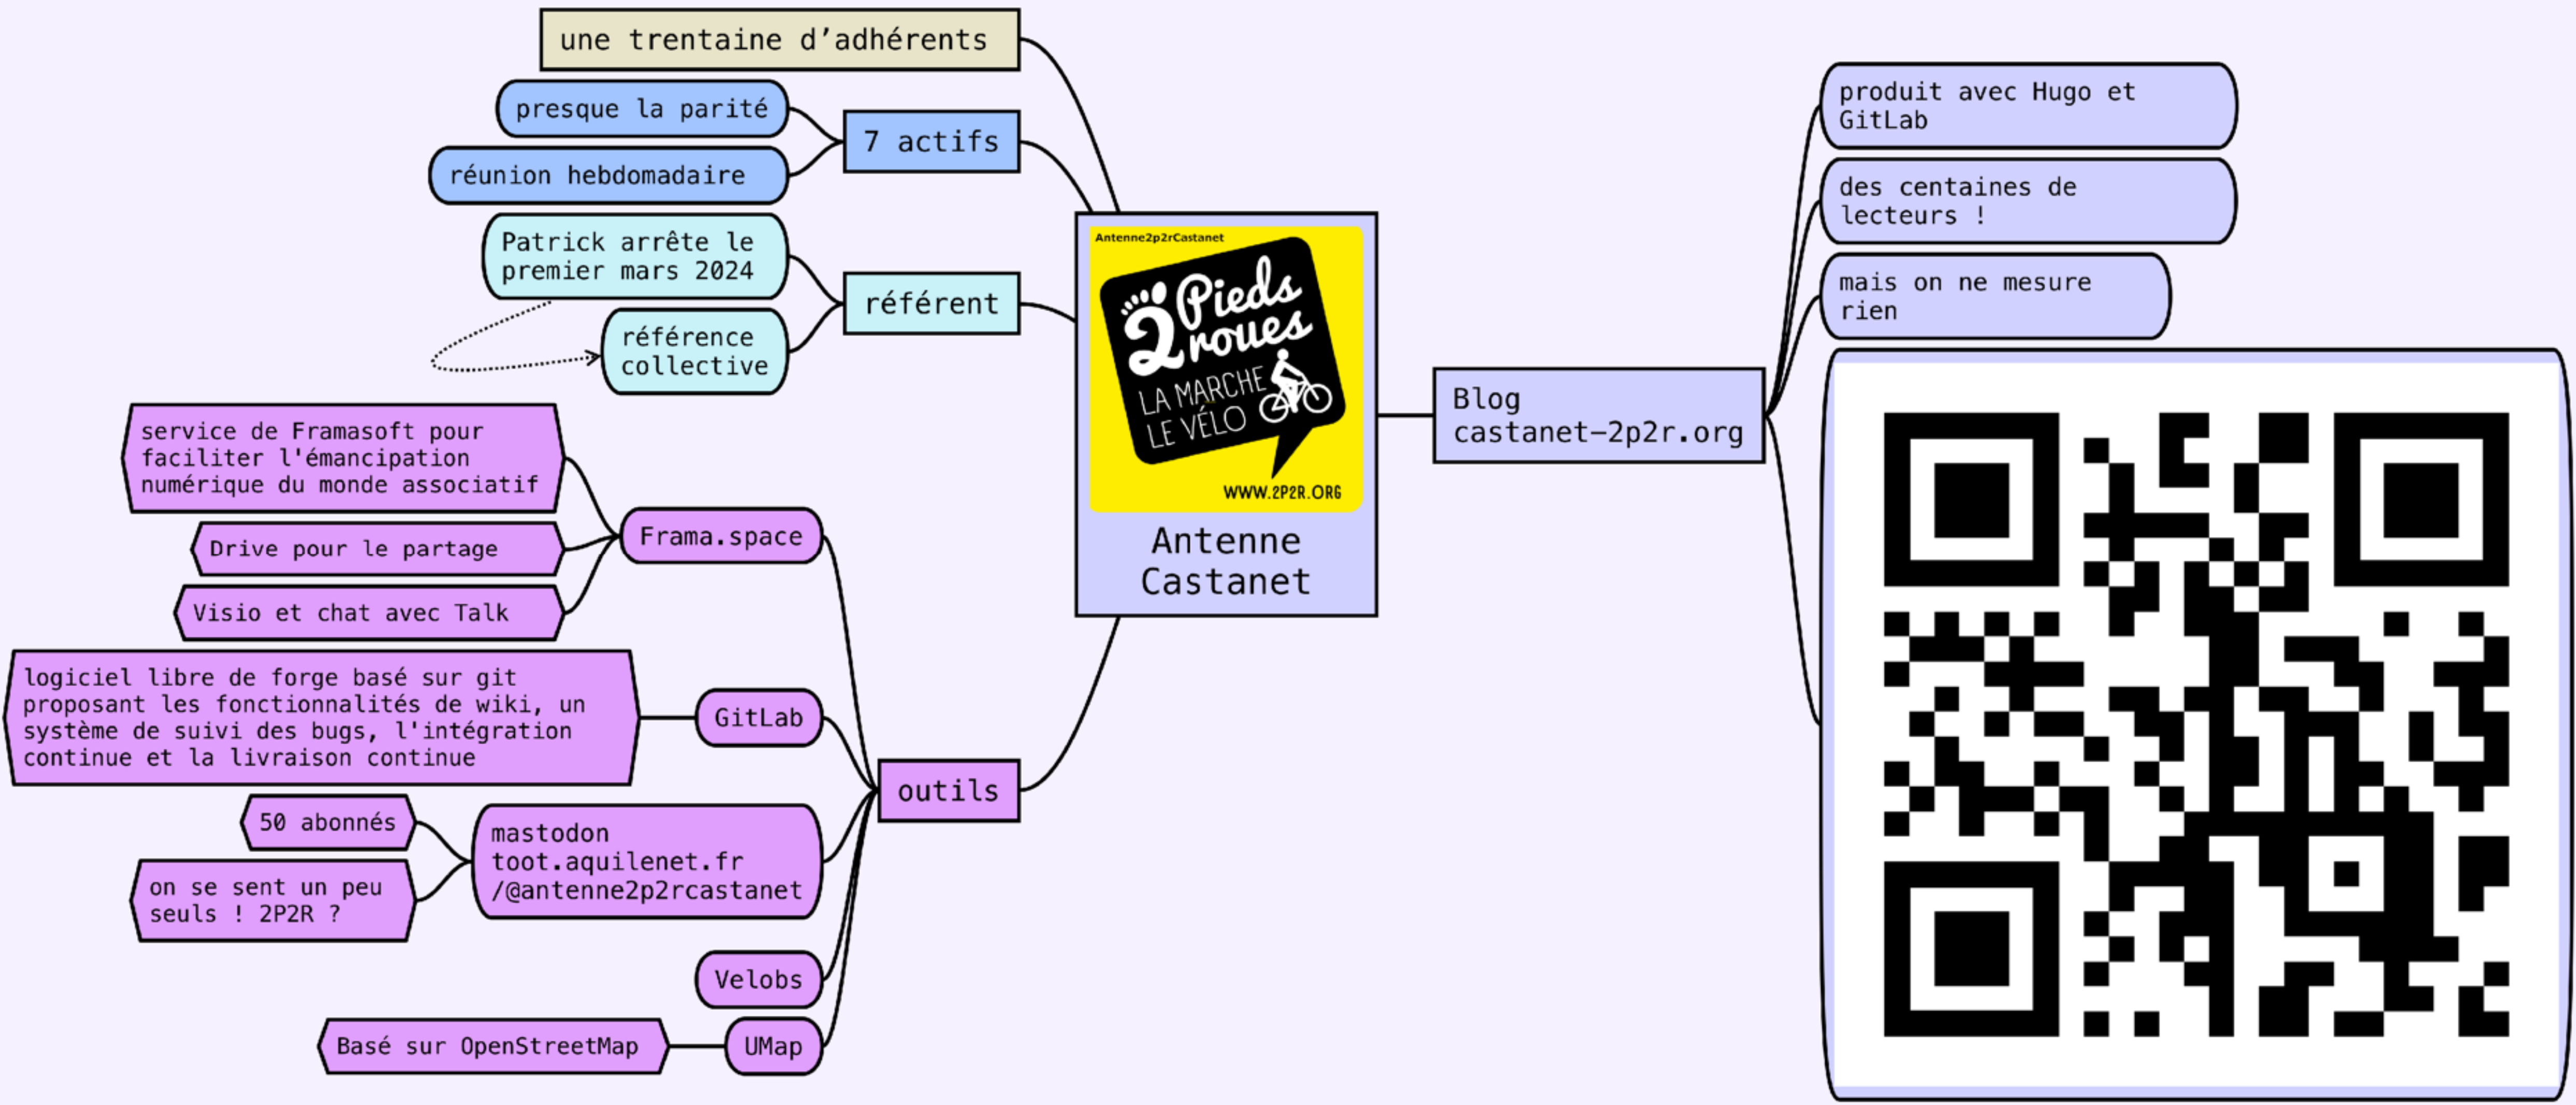 une trentaine d’adhérents
presque la parité
réunion hebdomadaire
7 actifs
Patrick arrête le
premier mars 2024
référence
collective
référent
service de Framasoft pour
faciliter l'émancipation
numérique du monde associatif
Drive pour le partage
Visio et chat avec Talk
Frama.space
logiciel libre de forge basé sur git
proposant les fonctionnalités de wiki, un
système de suivi des bugs, l'intégration
continue et la livraison continue
GitLab
50 abonnés
on se sent un peu
seuls ! 2P2R ?
mastodon
toot.aquilenet.fr
/@antenne2p2rcastanet
Velobs
Basé sur OpenStreetMap
UMap
outils
Antenne2p2rCastanet
2 Pieds
roues
LA MARCHE
LE VÉLO
WWW.2P2R.ORG
Antenne
Castanet
Blog
castanet–2p2r.org
produit avec Hugo et
GitLab
des centaines de
lecteurs !
mais on ne mesure
rien